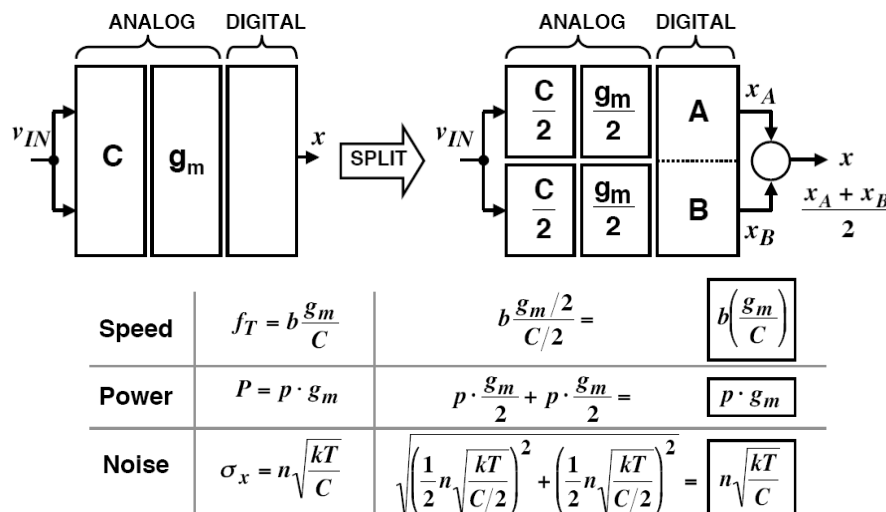 ANALOG DIGITAL ANALOG DIGITAL
v_IN C g_m x SPLIT v_IN C/2 g_m/2 A x_A
C/2 g_m/2 B x_B x (x_A + x_B)/2
Speed f_T = b g_m/C b (g_m/2)/(C/2) = b(g_m/C)
Power P = p · g_m p · g_m/2 + p · g_m/2 = p · g_m
Noise σ_x = n√(kT/C) √((1/2 n√(kT/(C/2)))^2 + (1/2 n√(kT/(C/2)))^2) = n√(kT/C)